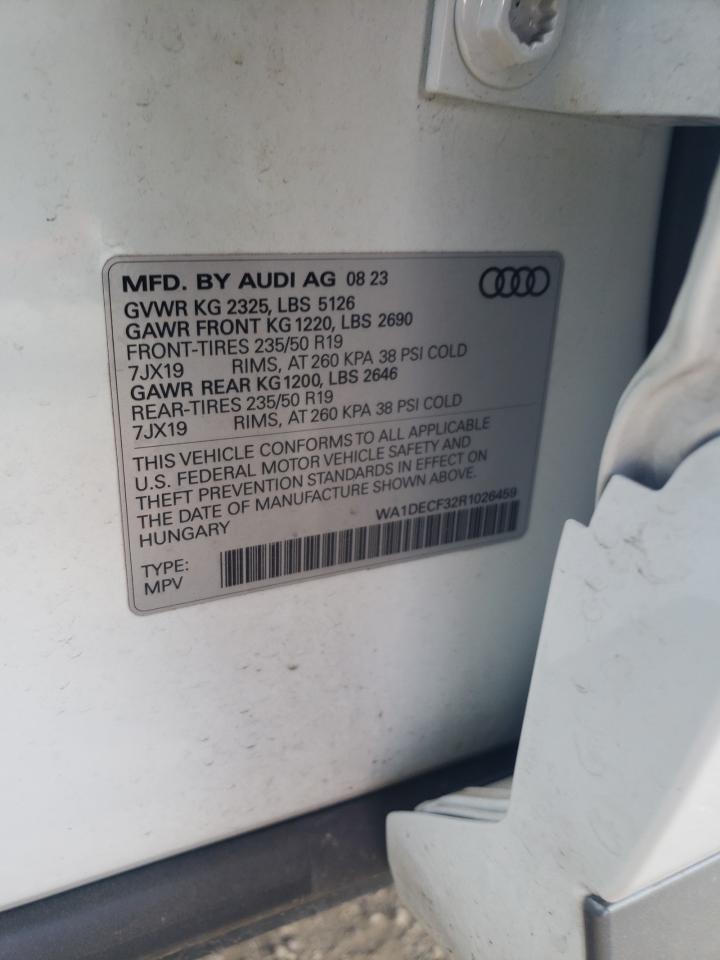 MFD. BY AUDI AG 08 23
GVWR KG 2325, LBS 5126
GAWR FRONT KG 1220, LBS 2690
FRONT-TIRES 235/50 R19
7JX19 RIMS, AT 260 KPA 38 PSI COLD
GAWR REAR KG 1200, LBS 2646
REAR-TIRES 235/50 R19
7JX19 RIMS, AT 260 KPA 38 PSI COLD
THIS VEHICLE CONFORMS TO ALL APPLICABLE
U.S. FEDERAL MOTOR VEHICLE SAFETY AND
THEFT PREVENTION STANDARDS IN EFFECT ON
THE DATE OF MANUFACTURE SHOWN ABOVE.
HUNGARY WA1DECF32R1026459
TYPE:
MPV